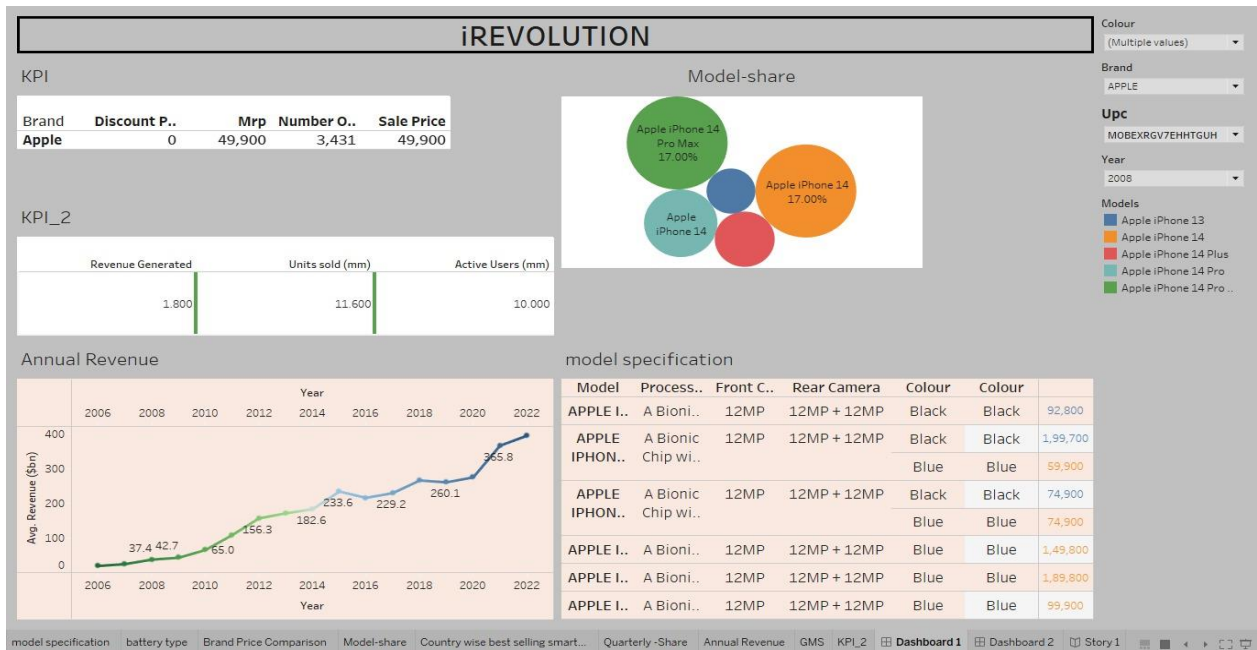 iREVOLUTION
KPI
Brand Discount P.. Mrp Number O.. Sale Price
Apple 0 49,900 3,431 49,900
KPI_2
Revenue Generated Units sold (mm) Active Users (mm)
1.800 11.600 10.000
Model-share
Apple iPhone 14
Pro Max
17.00%
Apple iPhone 14
17.00%
Apple
iPhone 14
Colour
(Multiple values)
Brand
APPLE
Upc
MOBEXRGV7EHHTGUH
Year
2008
Models
Apple iPhone 13
Apple iPhone 14
Apple iPhone 14 Plus
Apple iPhone 14 Pro
Apple iPhone 14 Pro ..
Annual Revenue
Year
2006 2008 2010 2012 2014 2016 2018 2020 2022
Avg. Revenue ($bn)
400
300
200
100
0
37.4 42.7 65.0 156.3 182.6 233.6 229.2 260.1 365.8
2006 2008 2010 2012 2014 2016 2018 2020 2022
Year
model specification
Model Process.. Front C.. Rear Camera Colour Colour
APPLE I.. A Bioni.. 12MP 12MP + 12MP Black Black 92,800
APPLE A Bionic 12MP 12MP + 12MP Black Black 1,99,700
IPHON.. Chip wi..
Blue Blue 59,900
APPLE A Bionic 12MP 12MP + 12MP Black Black 74,900
IPHON.. Chip wi..
Blue Blue 74,900
APPLE I.. A Bioni.. 12MP 12MP + 12MP Blue Blue 1,49,800
APPLE I.. A Bioni.. 12MP 12MP + 12MP Blue Blue 1,89,800
APPLE I.. A Bioni.. 12MP 12MP + 12MP Blue Blue 99,900
model specification battery type Brand Price Comparison Model-share Country wise best selling smart... Quarterly -Share Annual Revenue GMS KPI_2 Dashboard 1 Dashboard 2 Story 1